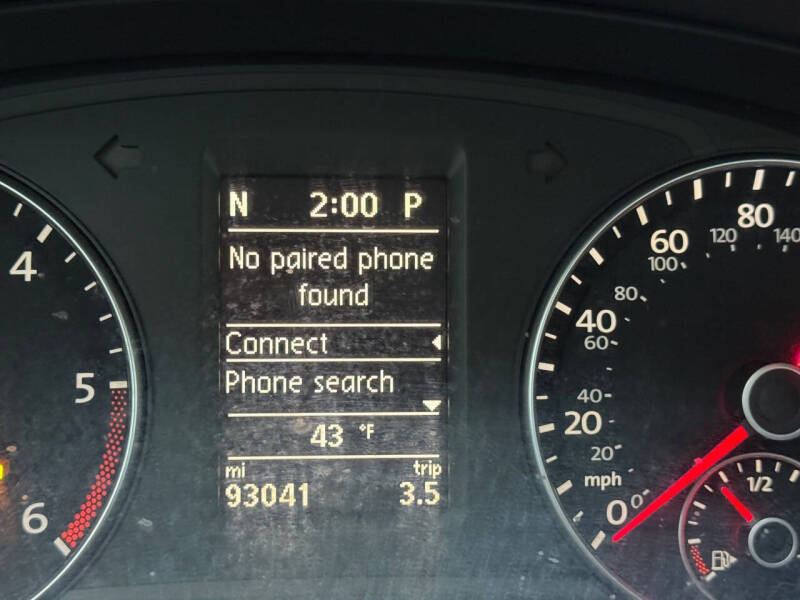 N 2:00 P
No paired phone
found
Connect
Phone search
43 °F
mi trip
93041 3.5
4
5
6
0
20
40
60
80
mph
0
20
40
60
80
100
120
140
1/2